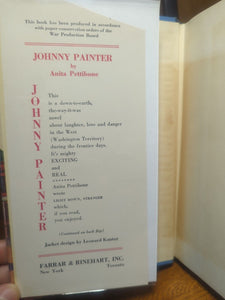 This book has been produced in accordance
with paper conservation orders of the
War Production Board
JOHNNY PAINTER
by
Anita Pettibone
JOHNNY PAINTER
This
is a down-to-earth,
the-way-it-was
novel
about laughter, love and danger
in the West
(Washington Territory)
during the frontier days.
It's mighty
EXCITING
and
REAL
Anita Pettibone
wrote
LIGHT DOWN, STRANGER
which,
if you read,
you enjoyed.
(Continued on back flap)
Jacket design by Leonard
FARRAR & RINEHART, INC.
New York
Toronto